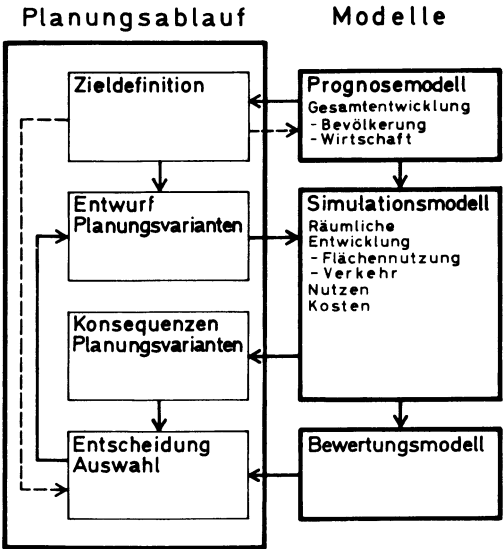 Planungsablauf
Zieldefinition
Entwurf
Planungsvarianten
Konsequenzen
Planungsvarianten
Entscheidung
Auswahl
Modelle
Prognosemodell
Gesamtentwicklung
- Bevölkerung
- Wirtschaft
Simulationsmodell
Räumliche
Entwicklung
- Flächennutzung
- Verkehr
Nutzen
Kosten
Bewertungsmodell